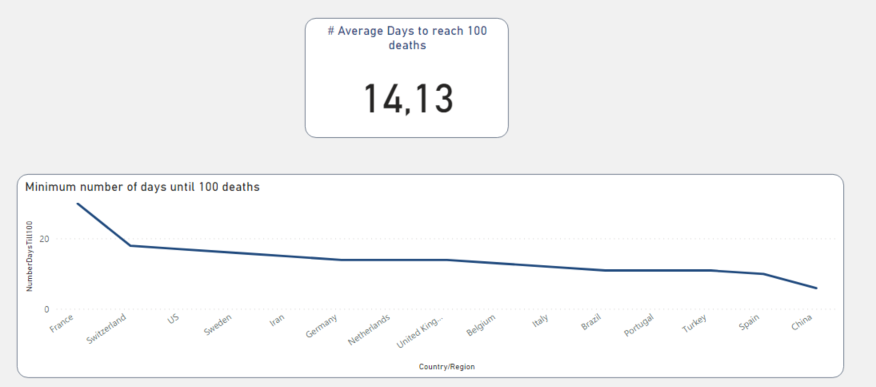 # Average Days to reach 100
deaths
14,13
Minimum number of days until 100 deaths
NumberDaysTill100
20
0
France
Switzerland
US
Sweden
Iran
Germany
Netherlands
United King...
Belgium
Italy
Brazil
Portugal
Turkey
Spain
China
Country/Region